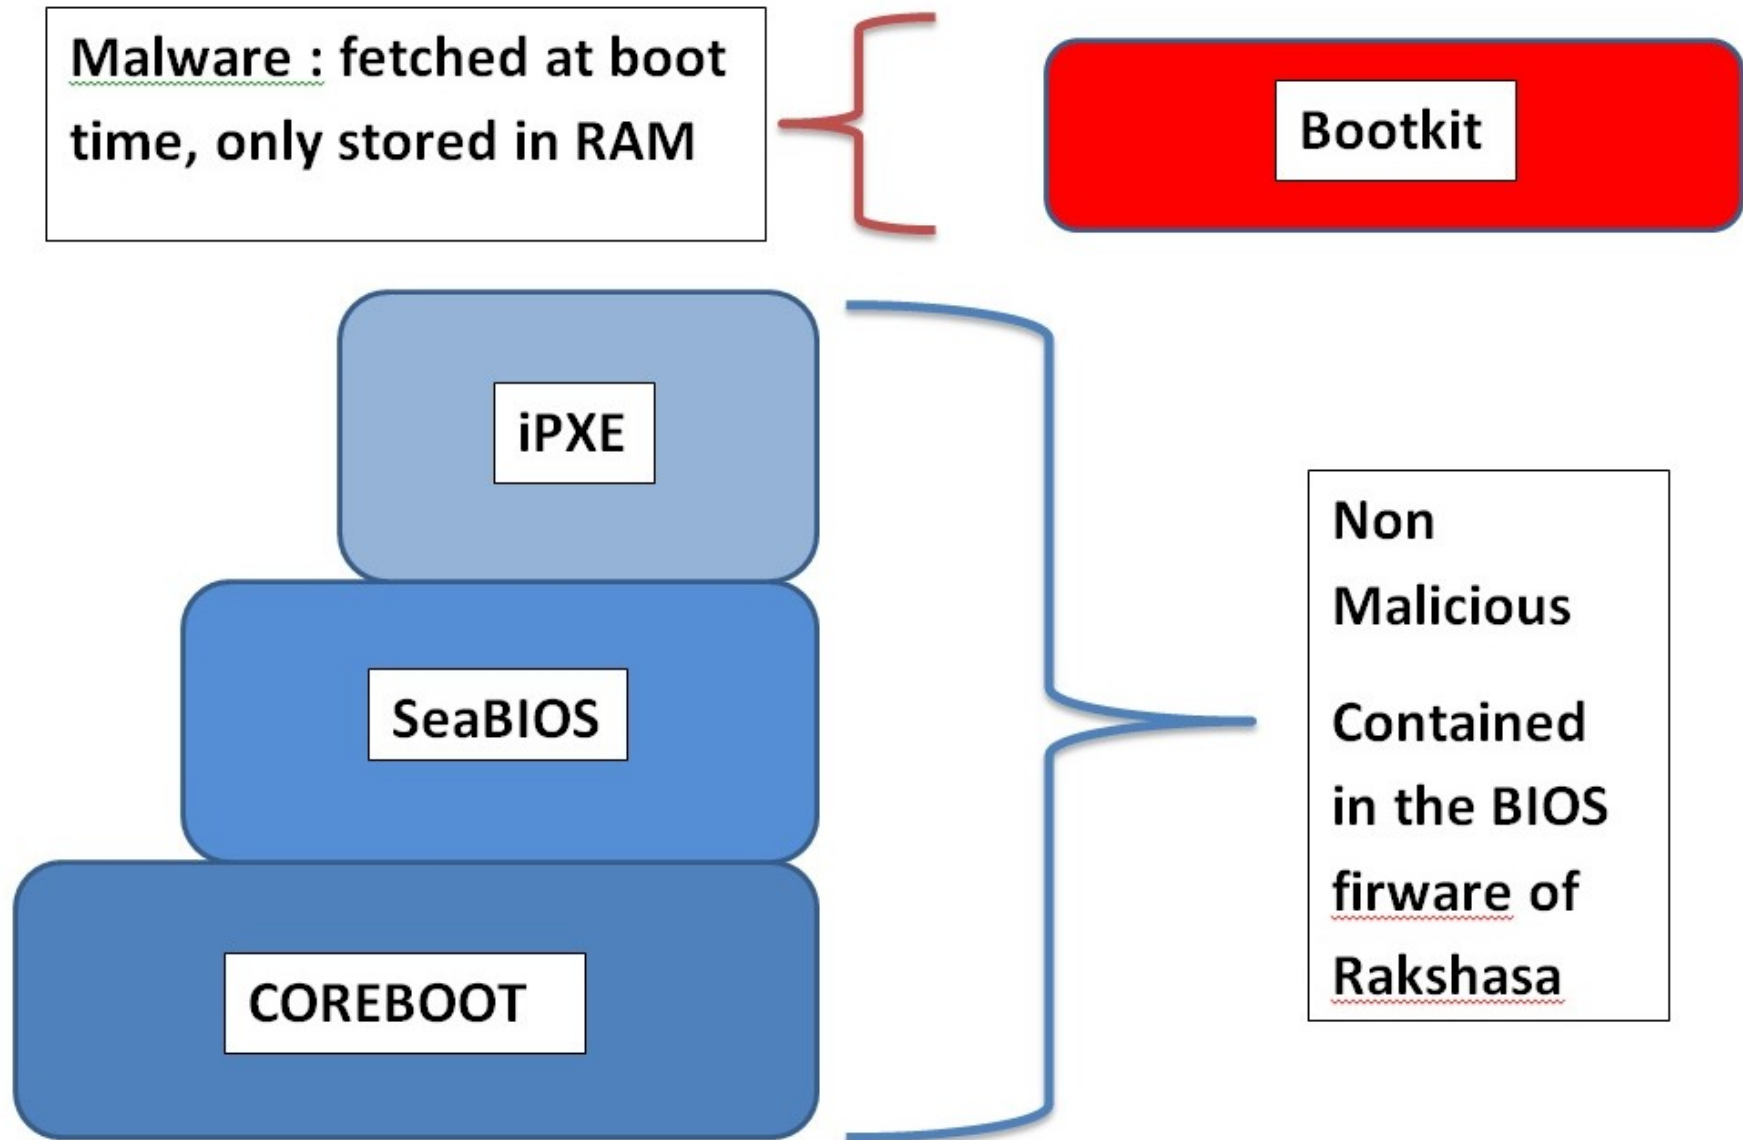 Malware : fetched at boot
time, only stored in RAM
Bootkit
iPXE
SeaBIOS
COREBOOT
Non
Malicious
Contained
in the BIOS
firware of
Rakshasa